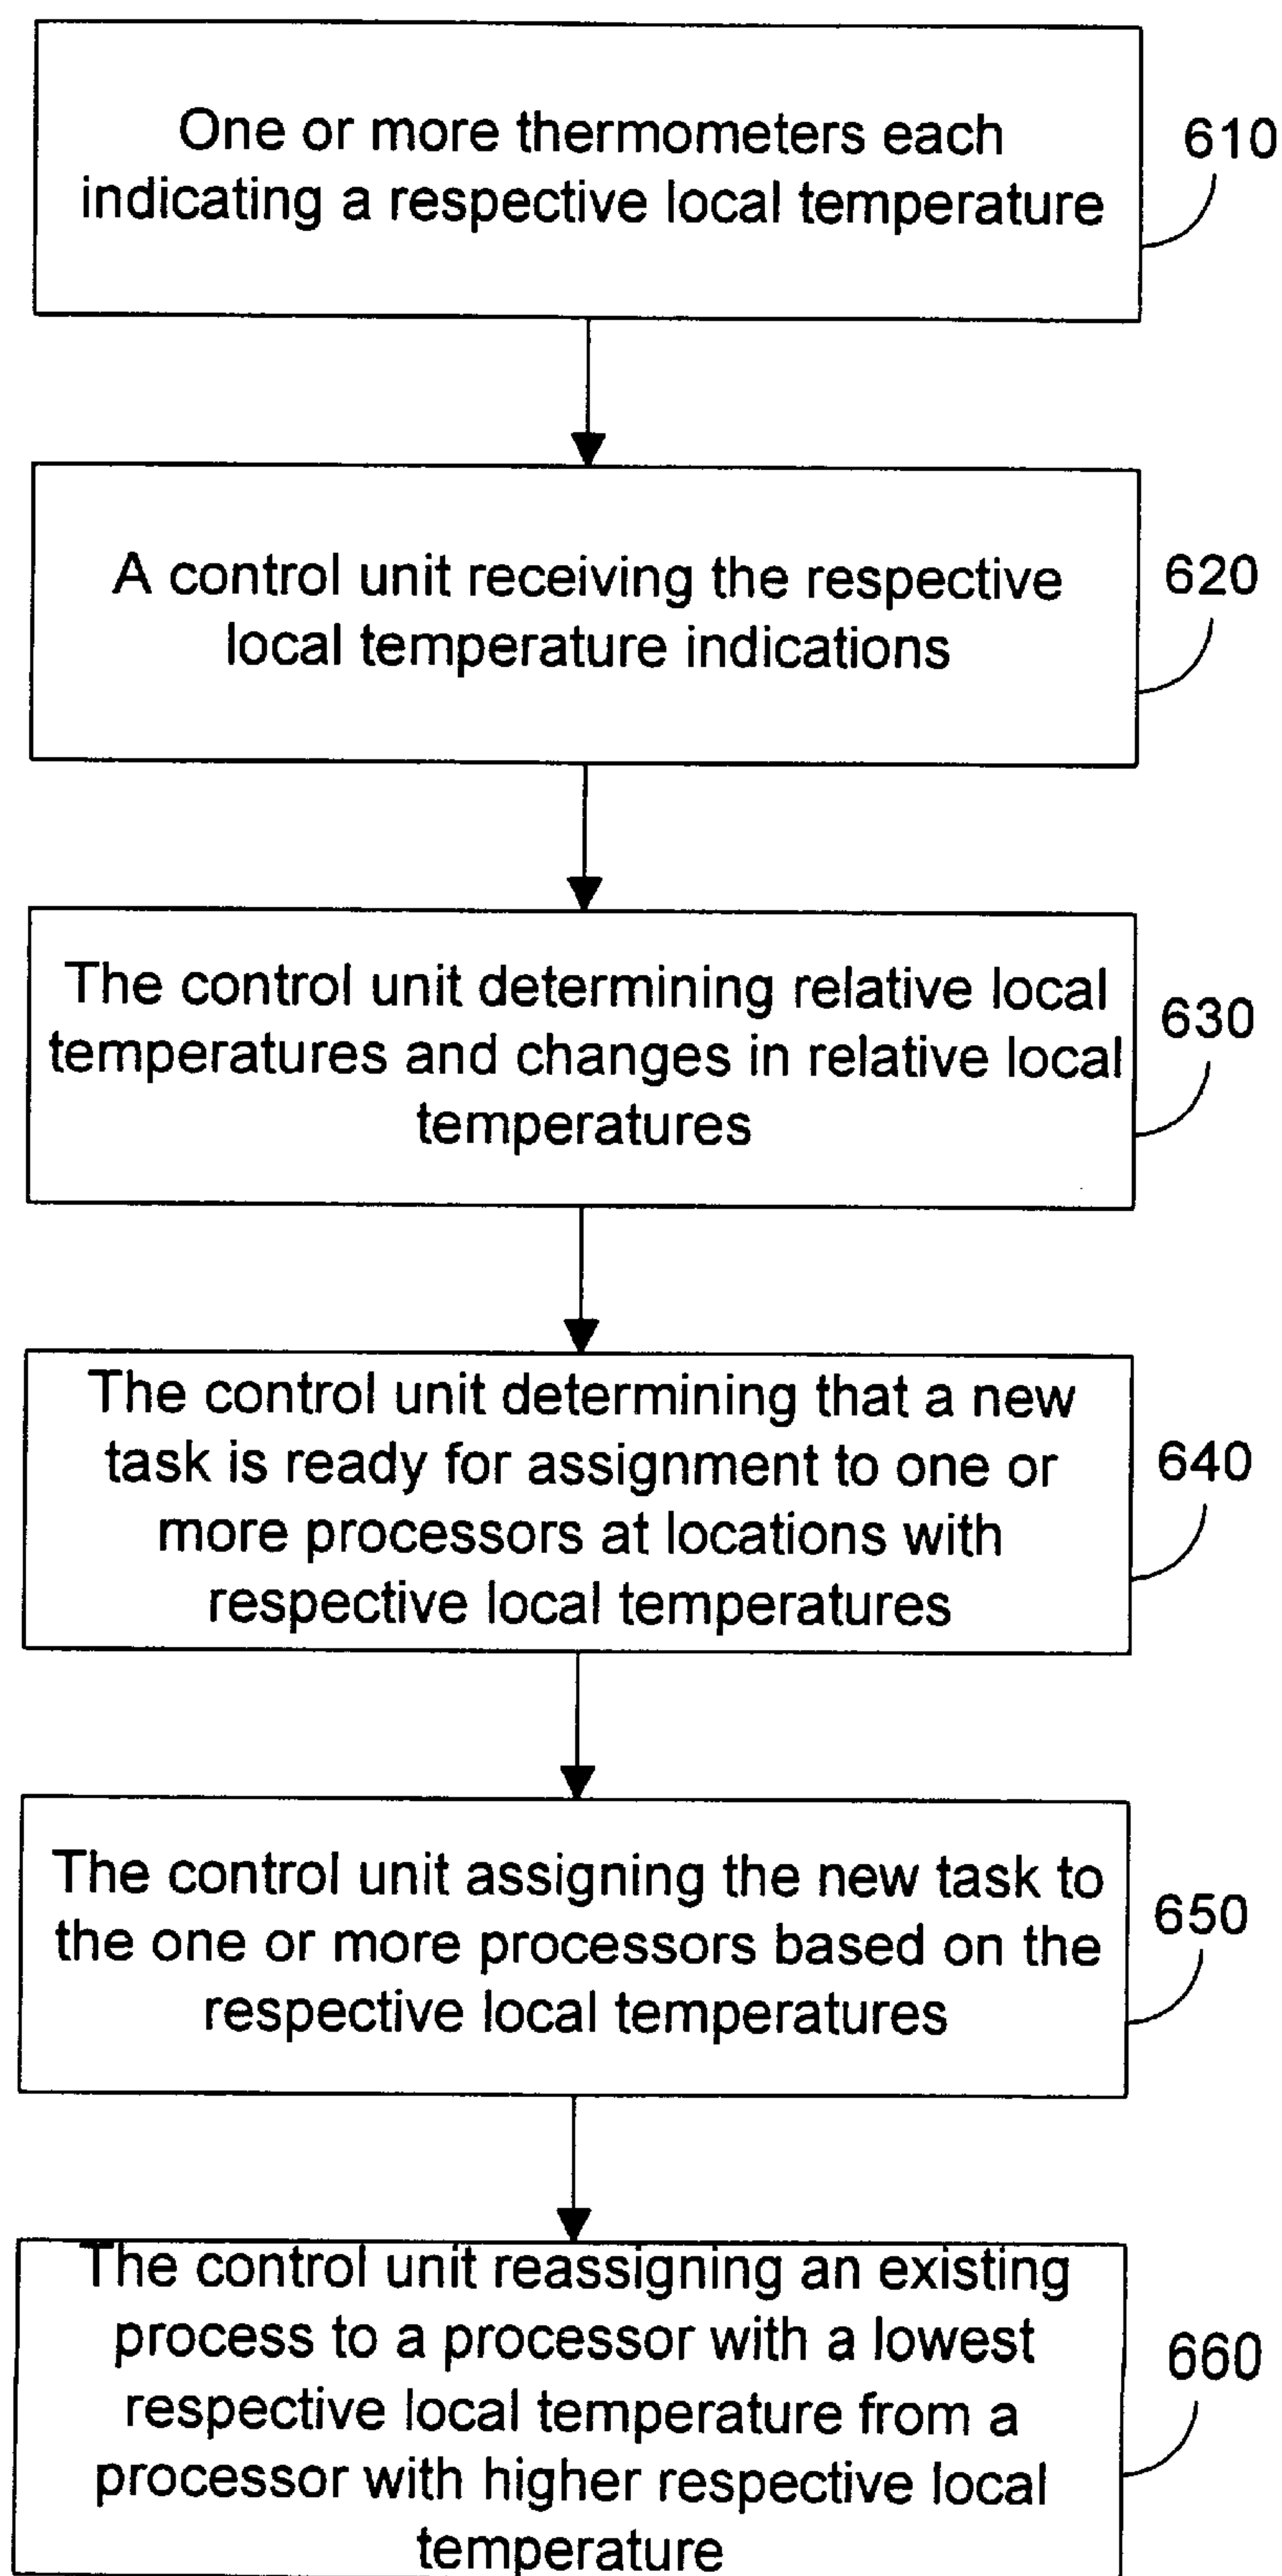 One or more thermometers each
indicating a respective local temperature
610
A control unit receiving the respective
local temperature indications
620
The control unit determining relative local
temperatures and changes in relative local
temperatures
630
The control unit determining that a new
task is ready for assignment to one or
more processors at locations with
respective local temperatures
640
The control unit assigning the new task to
the one or more processors based on the
respective local temperatures
650
The control unit reassigning an existing
process to a processor with a lowest
respective local temperature from a
processor with higher respective local
temperature
660